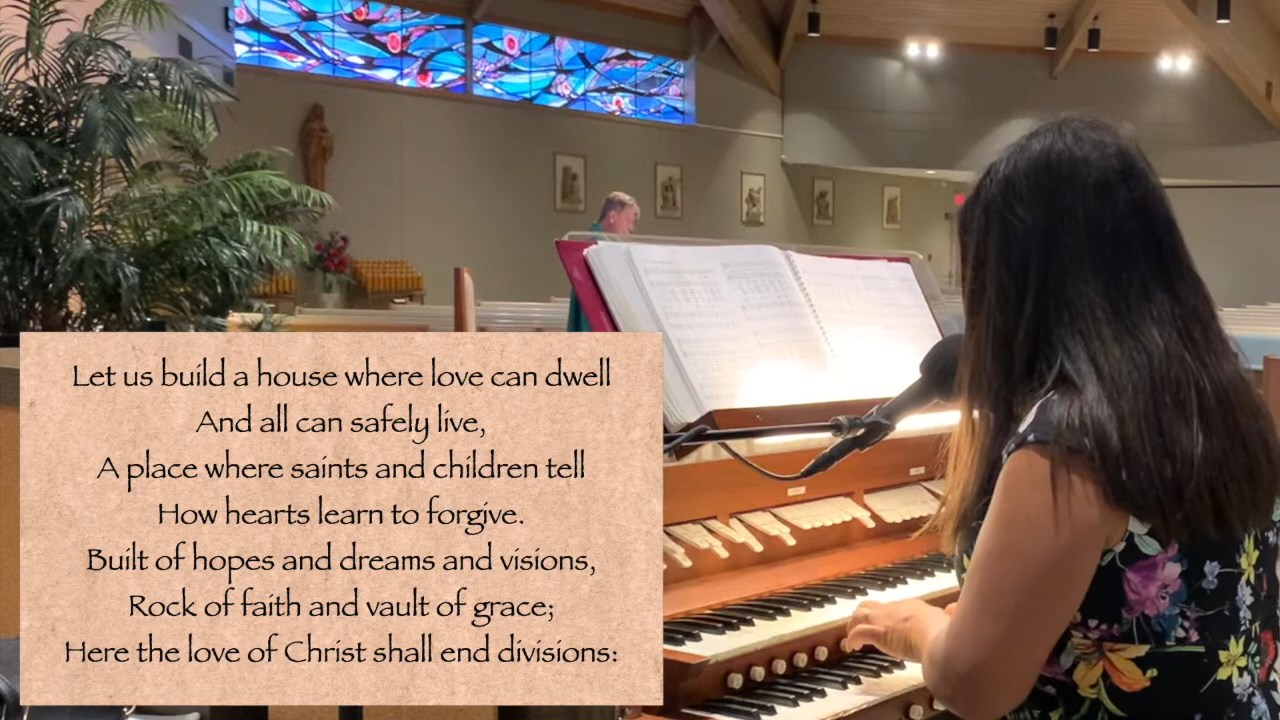 Let us build a house where love can dwell
And all can safely live,
A place where saints and children tell
How hearts learn to forgive.
Built of hopes and dreams and visions,
Rock of faith and vault of grace;
Here the love of Christ shall end divisions: